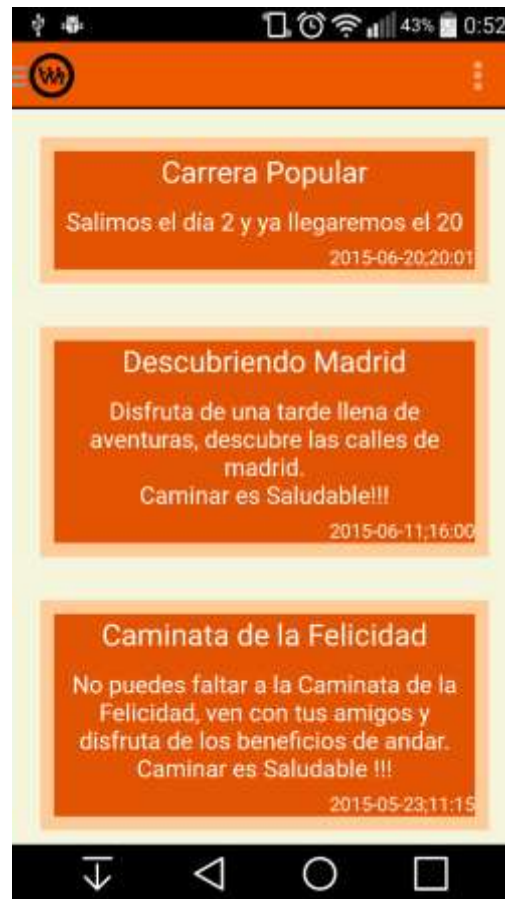 43% 0:52
Carrera Popular
Salimos el día 2 y ya llegaremos el 20
2015-06-20;20:01
Descubriendo Madrid
Disfruta de una tarde llena de
aventuras, descubre las calles de
madrid.
Caminar es Saludable!!!
2015-06-11;16:00
Caminata de la Felicidad
No puedes faltar a la Caminata de la
Felicidad, ven con tus amigos y
disfruta de los beneficios de andar.
Caminar es Saludable !!!
2015-05-23;11:15